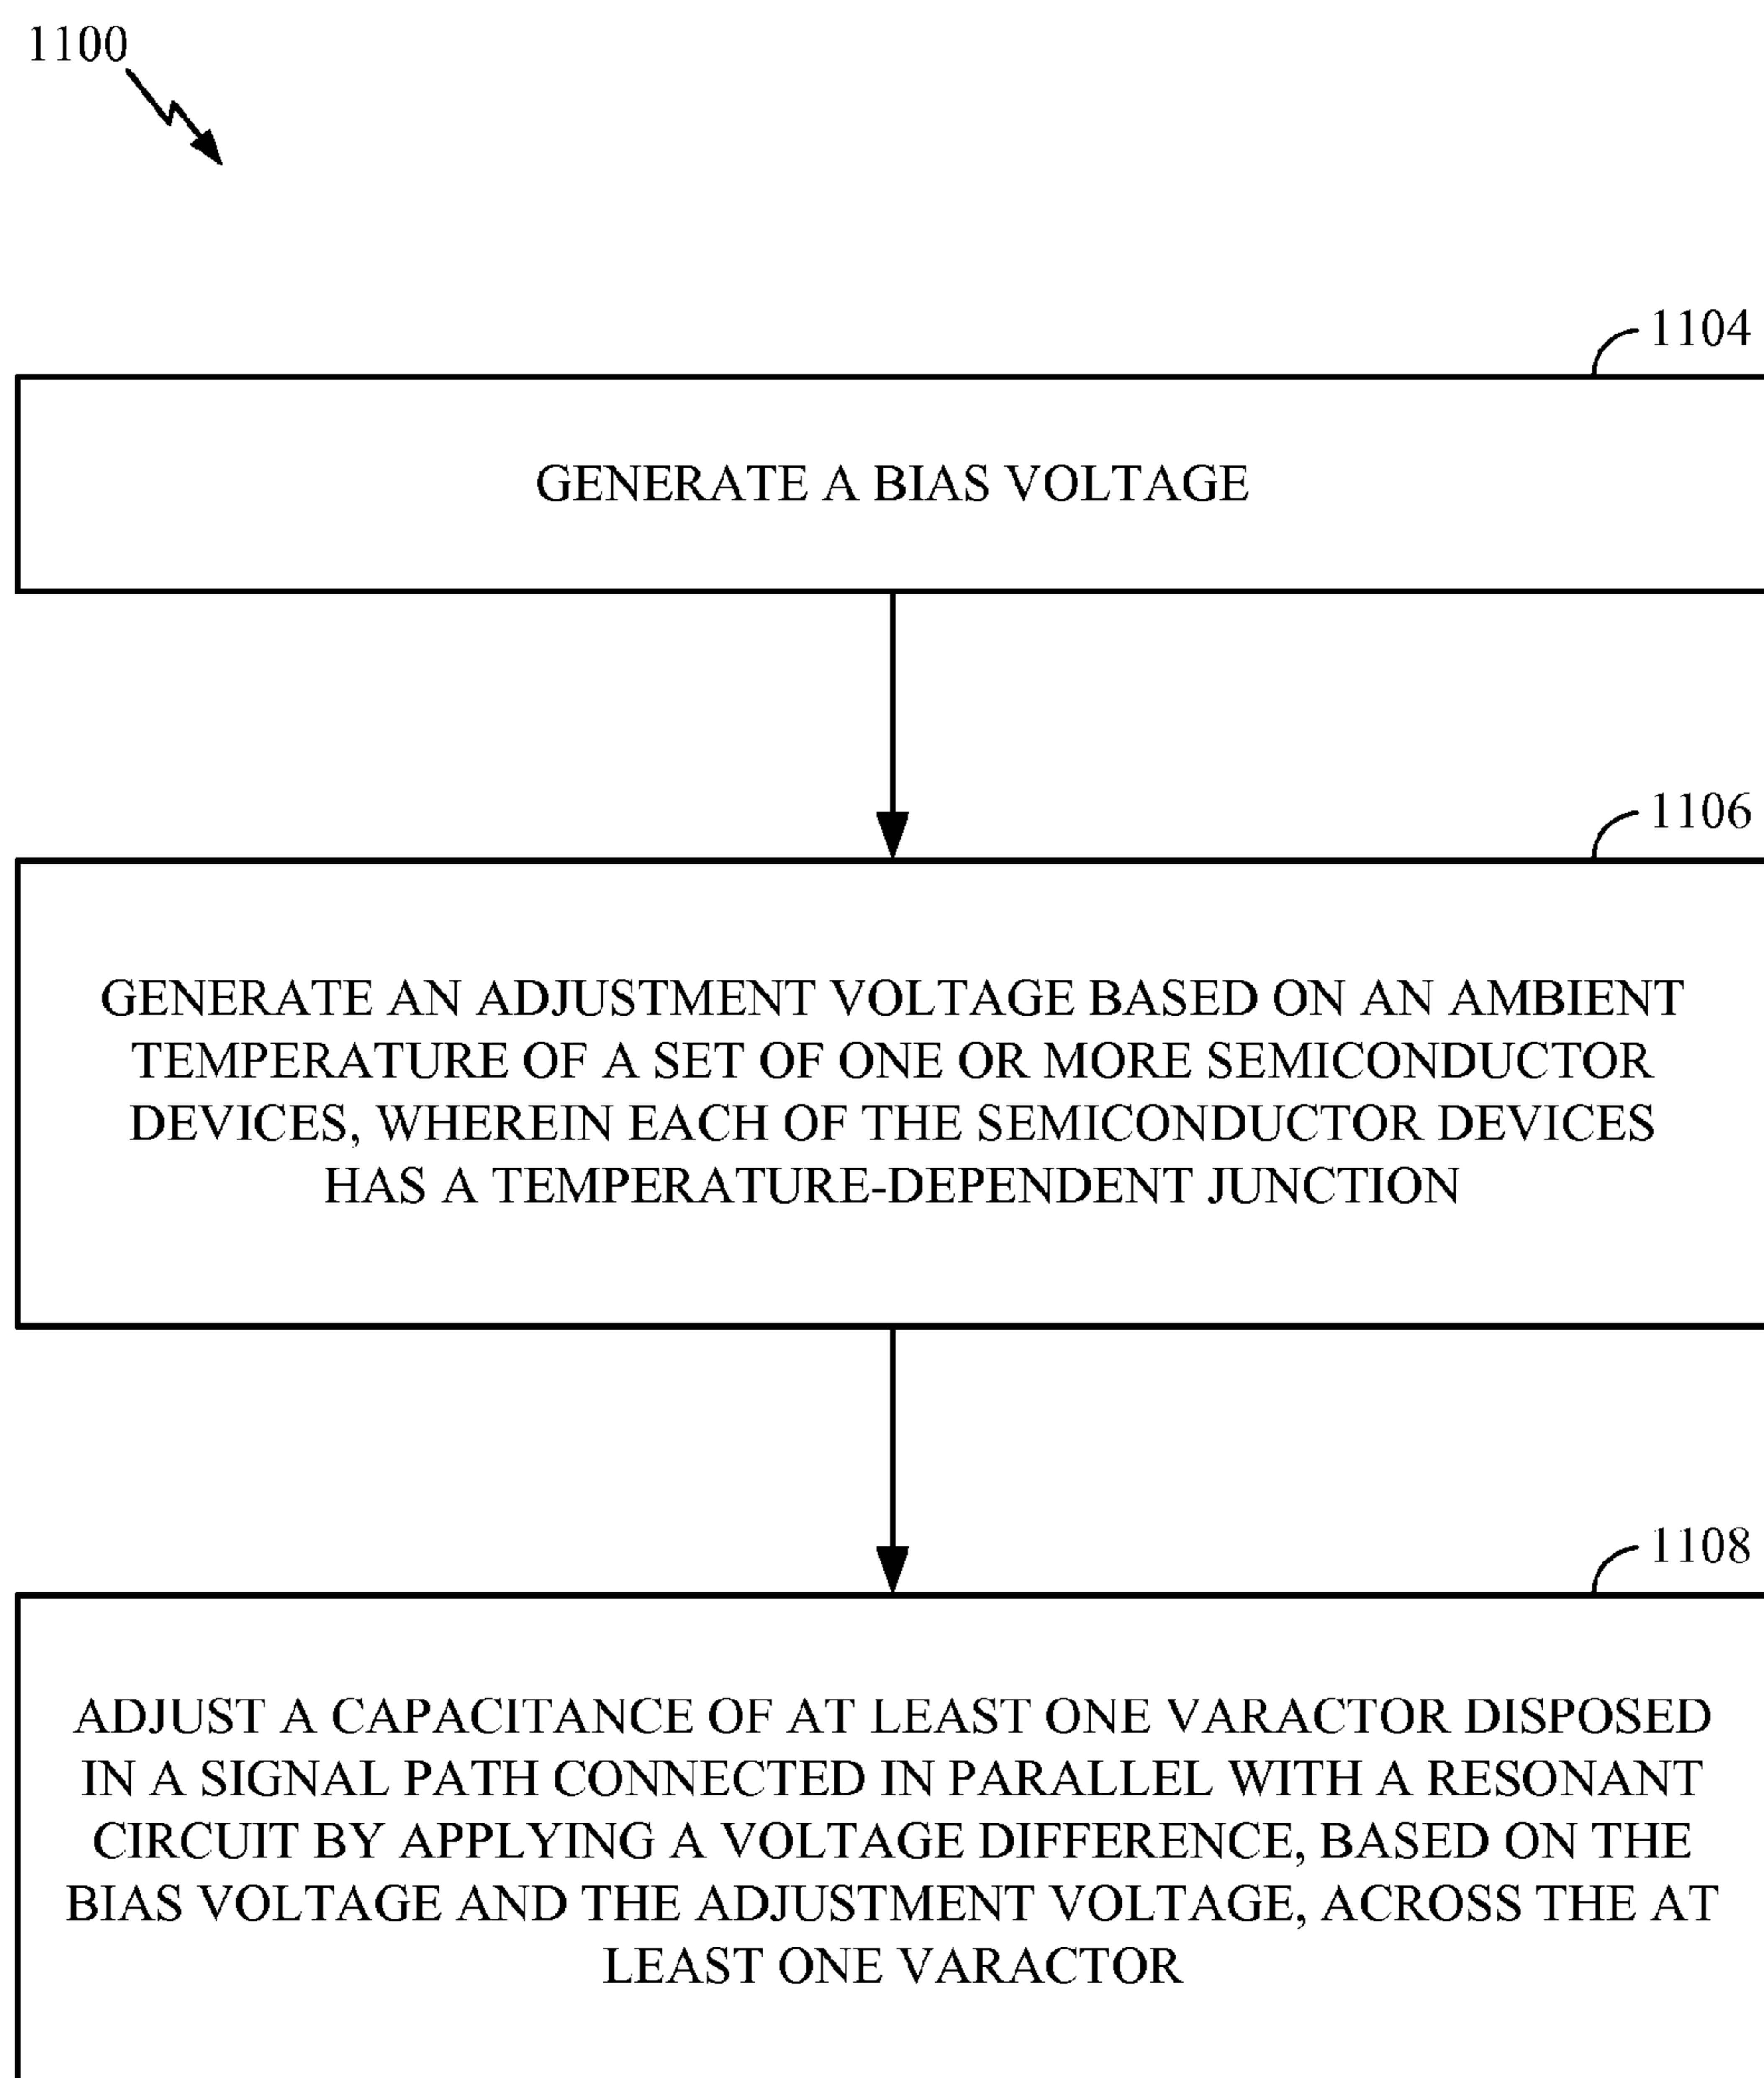 1100
1104
GENERATE A BIAS VOLTAGE
1106
GENERATE AN ADJUSTMENT VOLTAGE BASED ON AN AMBIENT
TEMPERATURE OF A SET OF ONE OR MORE SEMICONDUCTOR
DEVICES, WHEREIN EACH OF THE SEMICONDUCTOR DEVICES
HAS A TEMPERATURE-DEPENDENT JUNCTION
1108
ADJUST A CAPACITANCE OF AT LEAST ONE VARACTOR DISPOSED
IN A SIGNAL PATH CONNECTED IN PARALLEL WITH A RESONANT
CIRCUIT BY APPLYING A VOLTAGE DIFFERENCE, BASED ON THE
BIAS VOLTAGE AND THE ADJUSTMENT VOLTAGE, ACROSS THE AT
LEAST ONE VARACTOR